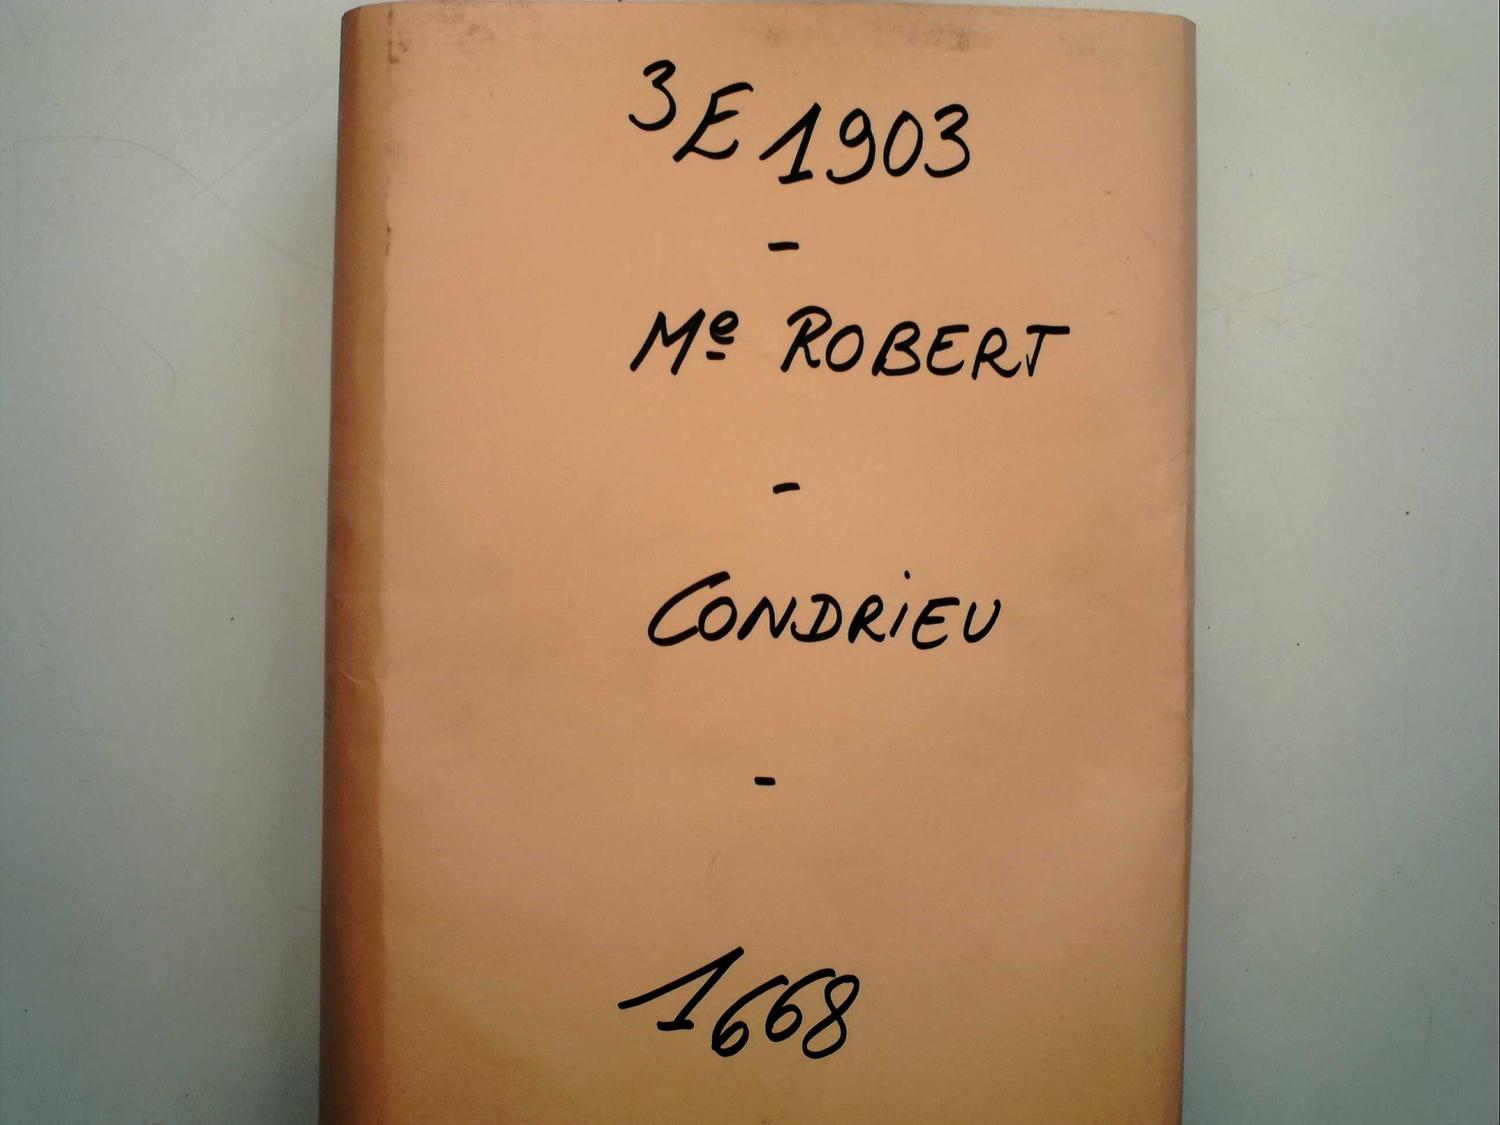 3E 1903
-
Me ROBERT
-
CONDRiEU
-
1668